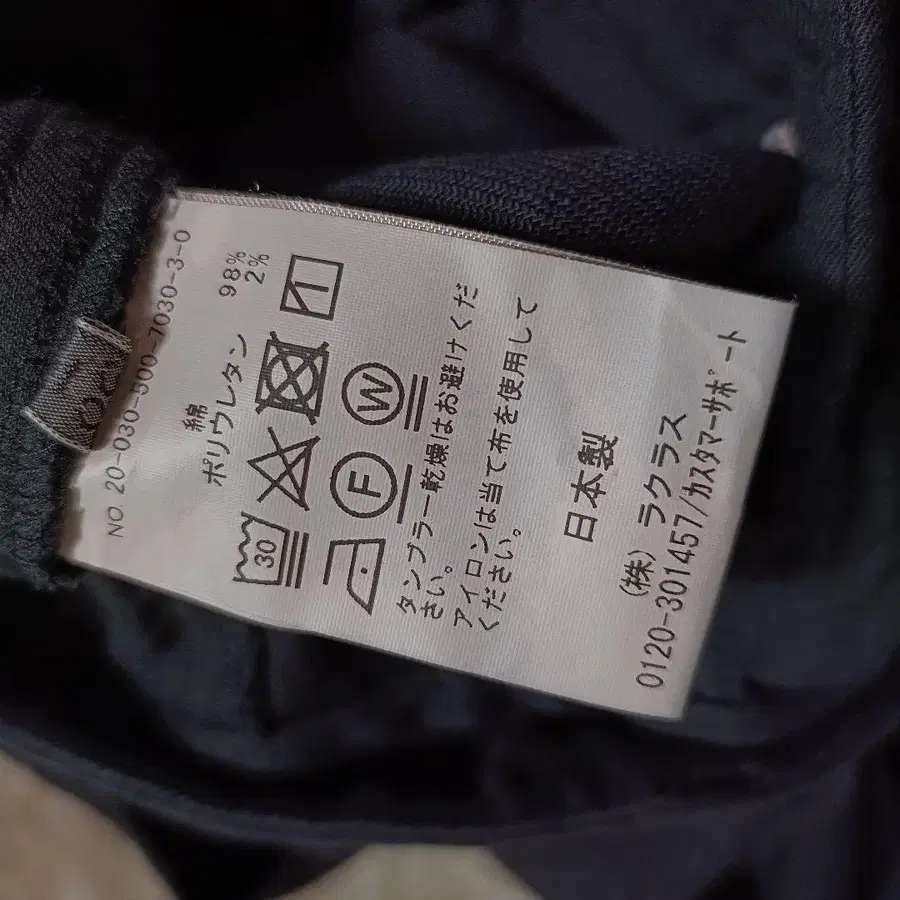 NO. 20-030-500-7030-3-0
綿 98%
ポリウレタン 2%
30
W
F
タンブラー乾燥はお避けくだ
さい。
アイロンは当て布を使用して
ください。
日本製
(株) ラクラス
0120-301457/カスタマーサポート